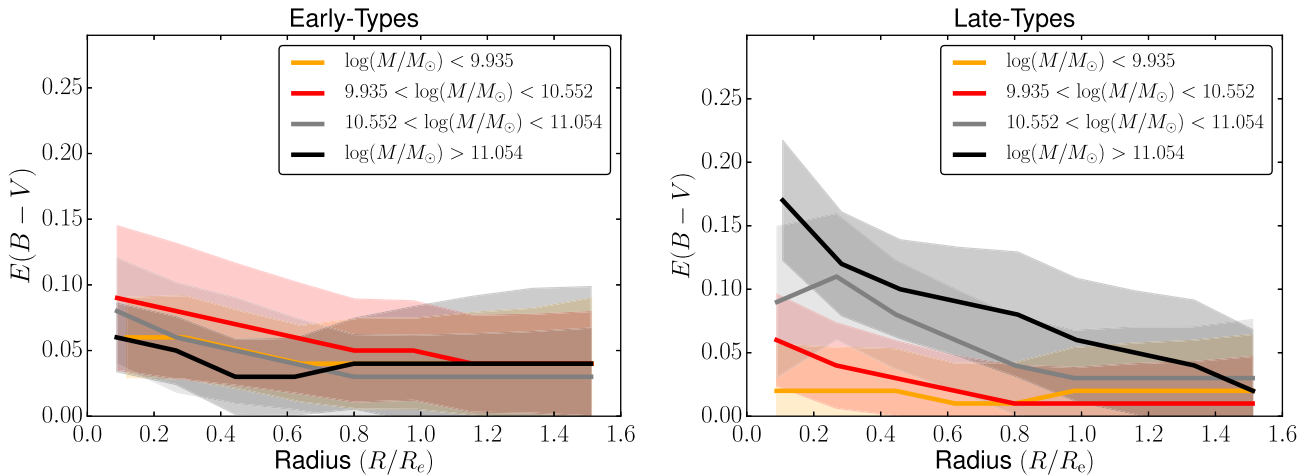 Early-Types
log(M/M⊙) < 9.935
9.935 < log(M/M⊙) < 10.552
10.552 < log(M/M⊙) < 11.054
log(M/M⊙) > 11.054
E(B − V)
0.25
0.20
0.15
0.10
0.05
0.00
0.0 0.2 0.4 0.6 0.8 1.0 1.2 1.4 1.6
Radius (R/Re)
Late-Types
log(M/M⊙) < 9.935
9.935 < log(M/M⊙) < 10.552
10.552 < log(M/M⊙) < 11.054
log(M/M⊙) > 11.054
E(B − V)
0.25
0.20
0.15
0.10
0.05
0.00
0.0 0.2 0.4 0.6 0.8 1.0 1.2 1.4 1.6
Radius (R/Re)